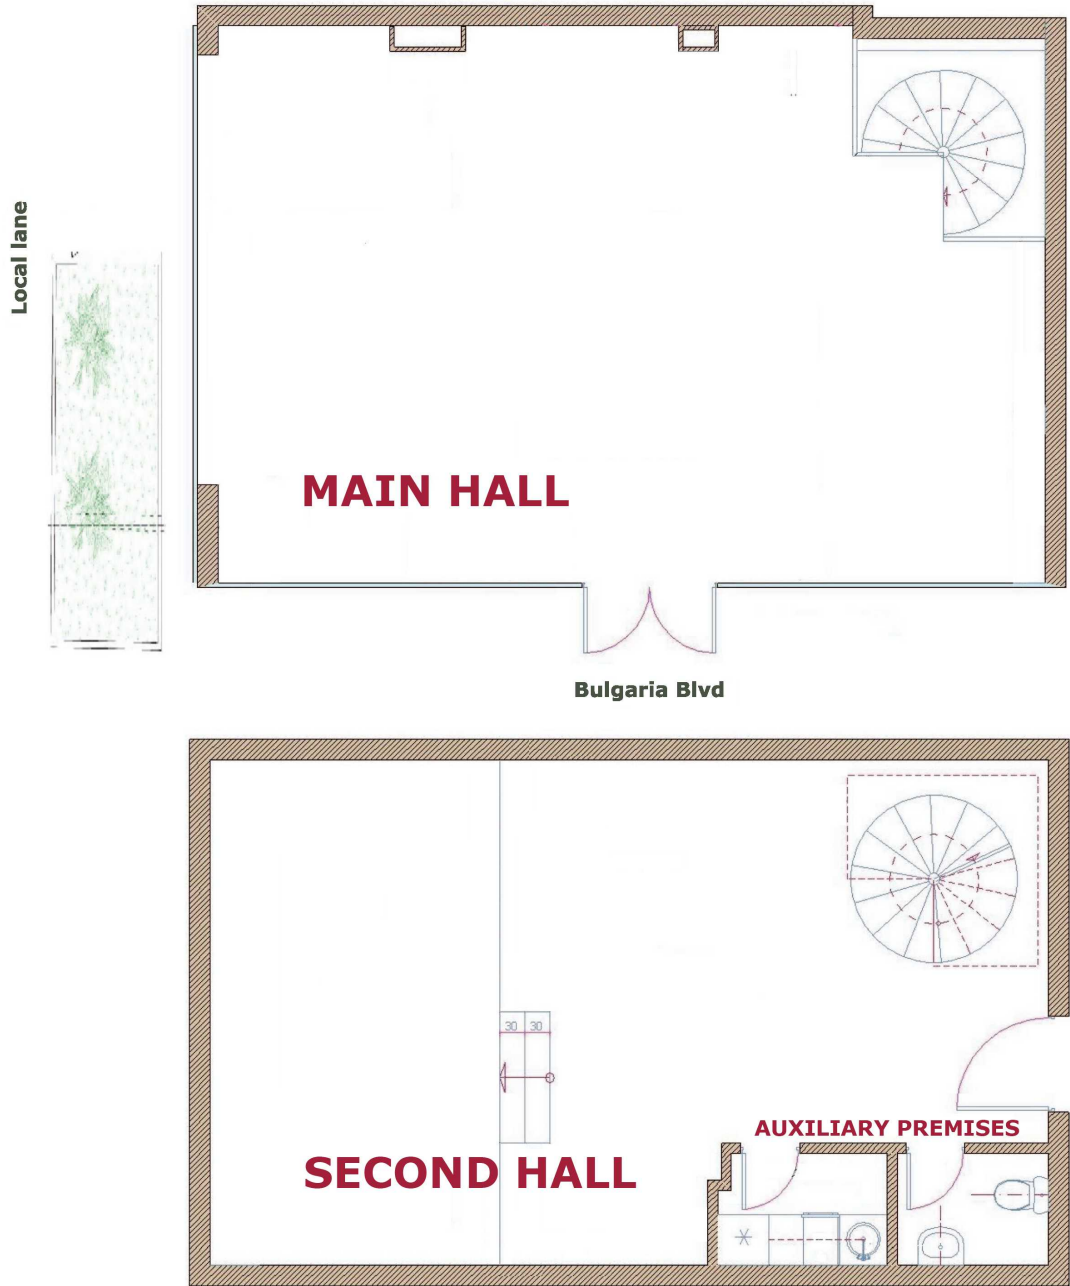 Local lane
MAIN HALL
Bulgaria Blvd
30 30
AUXILIARY PREMISES
SECOND HALL